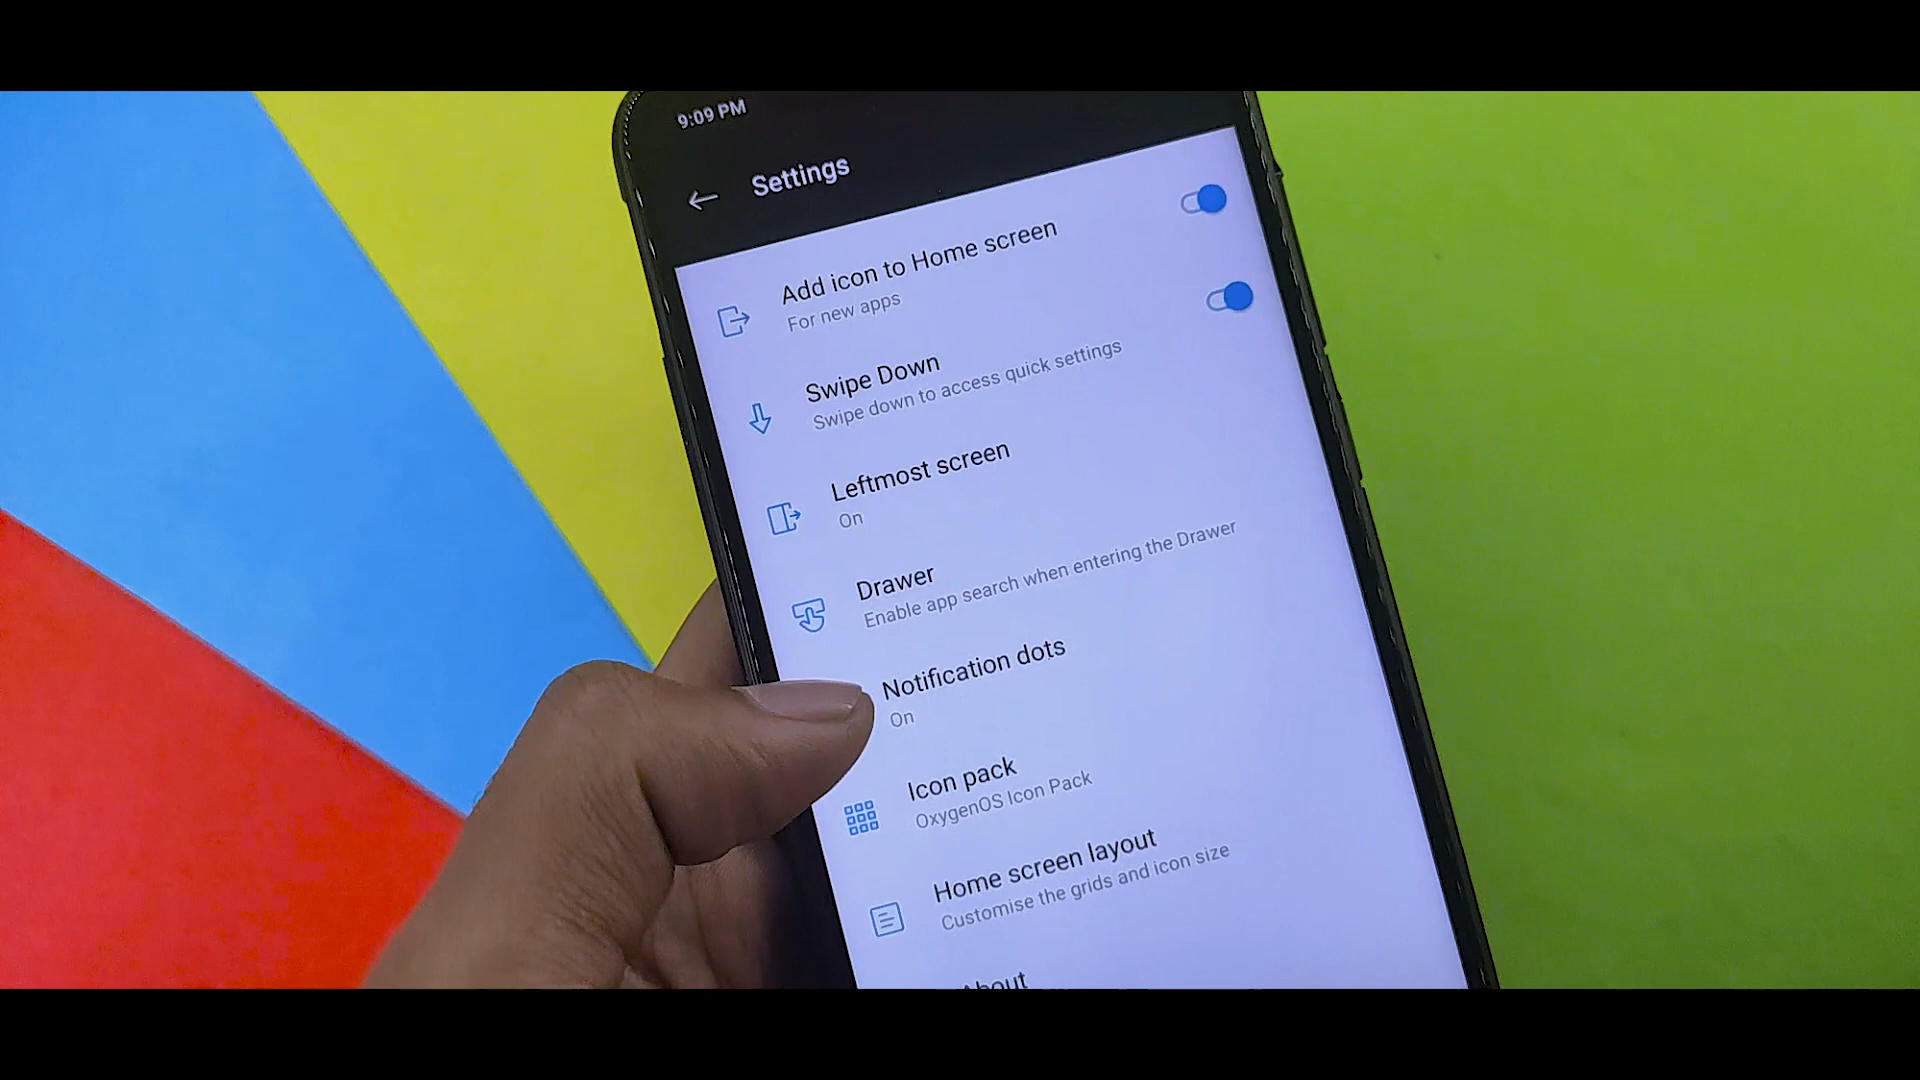 9:09 PM
Settings
Add icon to Home screen
For new apps
Swipe Down
Swipe down to access quick settings
Leftmost screen
On
Drawer
Enable app search when entering the Drawer
Notification dots
On
Icon pack
OxygenOS Icon Pack
Home screen layout
Customise the grids and icon size
About